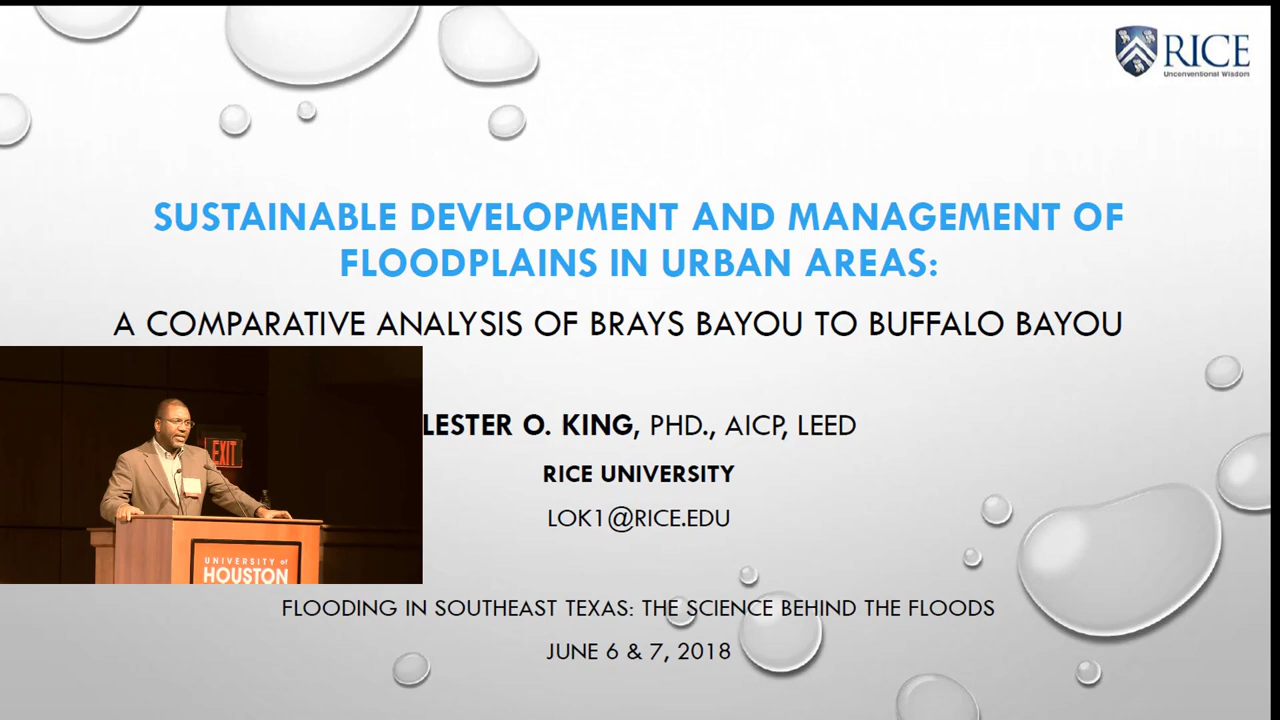 RICE
Unconventional Wisdom
SUSTAINABLE DEVELOPMENT AND MANAGEMENT OF
FLOODPLAINS IN URBAN AREAS:
A COMPARATIVE ANALYSIS OF BRAYS BAYOU TO BUFFALO BAYOU
LESTER O. KING, PHD., AICP, LEED
RICE UNIVERSITY
LOK1@RICE.EDU
EXIT
UNIVERSITY of
HOUSTON
FLOODING IN SOUTHEAST TEXAS: THE SCIENCE BEHIND THE FLOODS
JUNE 6 & 7, 2018